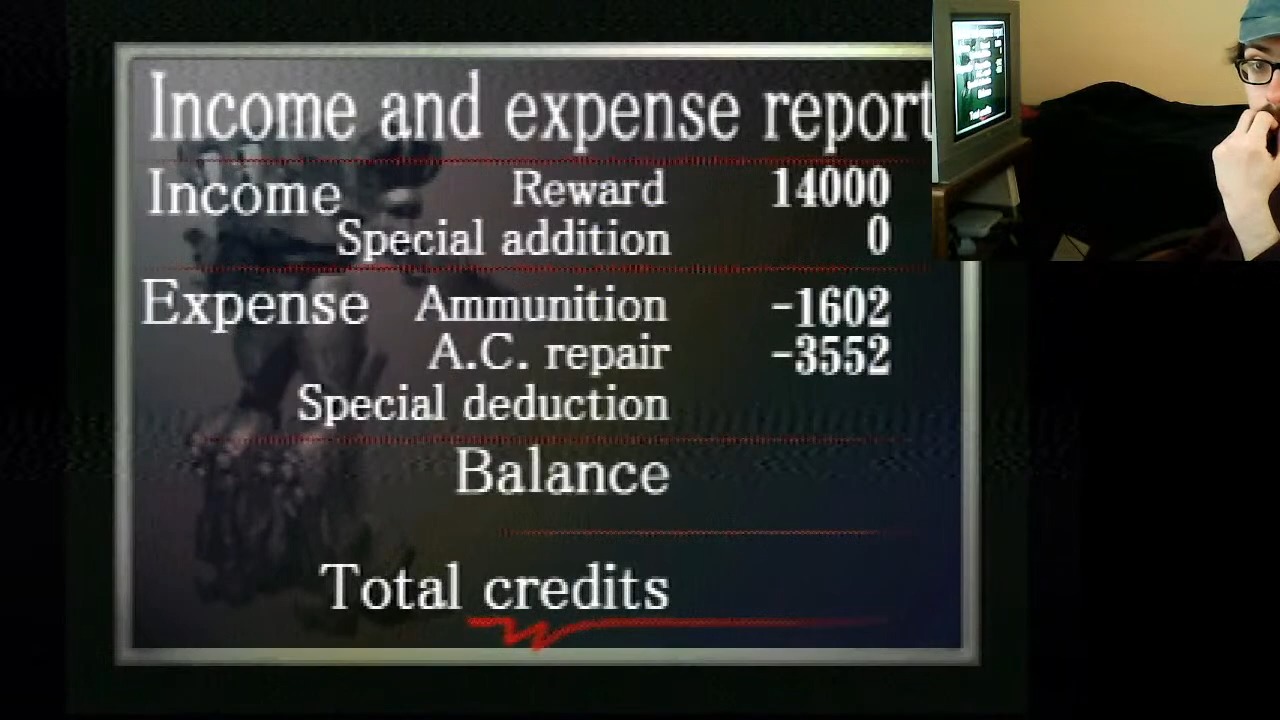 Income and expense report
Income Reward 14000
Special addition 0
Expense Ammunition -1602
A.C. repair -3552
Special deduction
Balance
Total credits